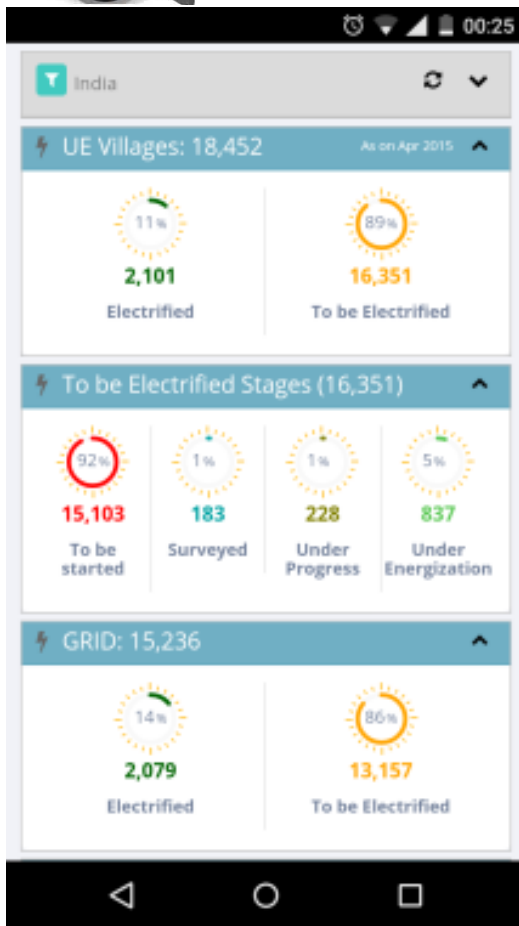 00:25
India
UE Villages: 18,452 As on Apr 2015
11% 89%
2,101 16,351
Electrified To be Electrified
To be Electrified Stages (16,351)
92% 1% 1% 5%
15,103 183 228 837
To be started Surveyed Under Progress Under Energization
GRID: 15,236
14% 86%
2,079 13,157
Electrified To be Electrified